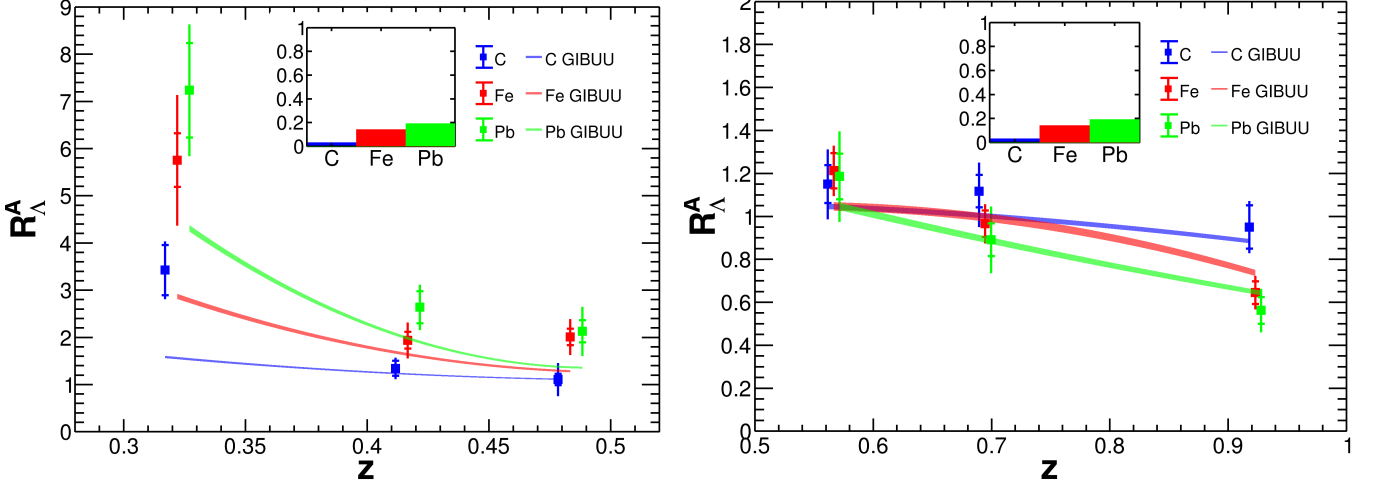 9
8
7
6
5
4
3
2
1
0
R^A_Λ
0.3 0.35 0.4 0.45 0.5
z
1
0.8
0.6
0.4
0.2
0
C Fe Pb
C C GIBUU
Fe Fe GIBUU
Pb Pb GIBUU
2
1.8
1.6
1.4
1.2
1
0.8
0.6
0.4
0.2
0
R^A_Λ
0.5 0.6 0.7 0.8 0.9 1
z
1
0.8
0.6
0.4
0.2
0
C Fe Pb
C C GIBUU
Fe Fe GIBUU
Pb Pb GIBUU